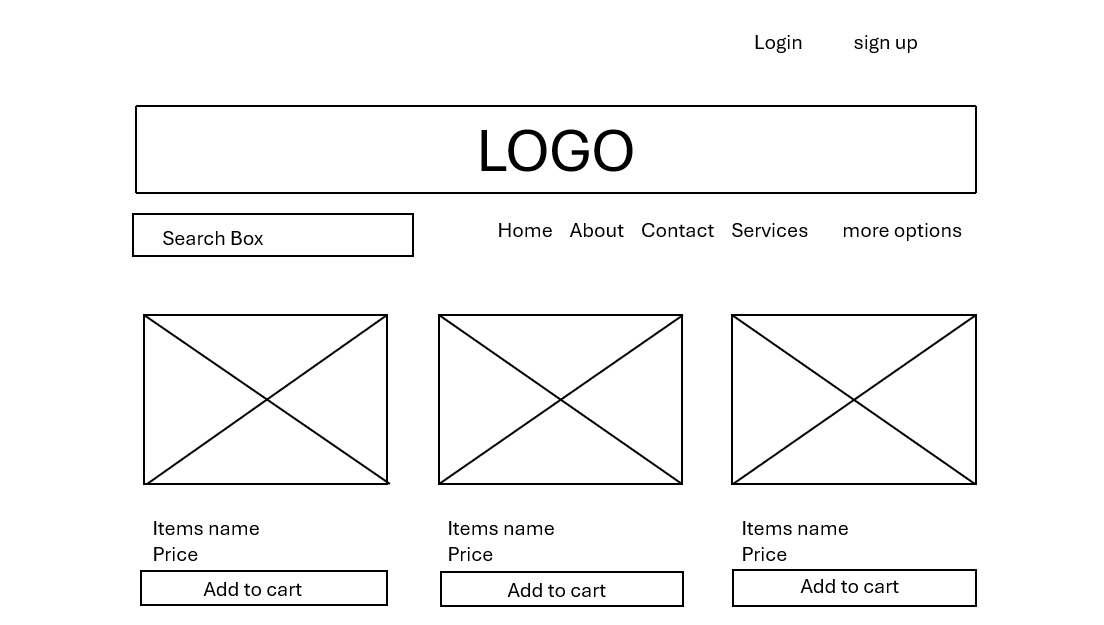 Login sign up
LOGO
Search Box
Home About Contact Services more options
Items name
Price
Add to cart
Items name
Price
Add to cart
Items name
Price
Add to cart